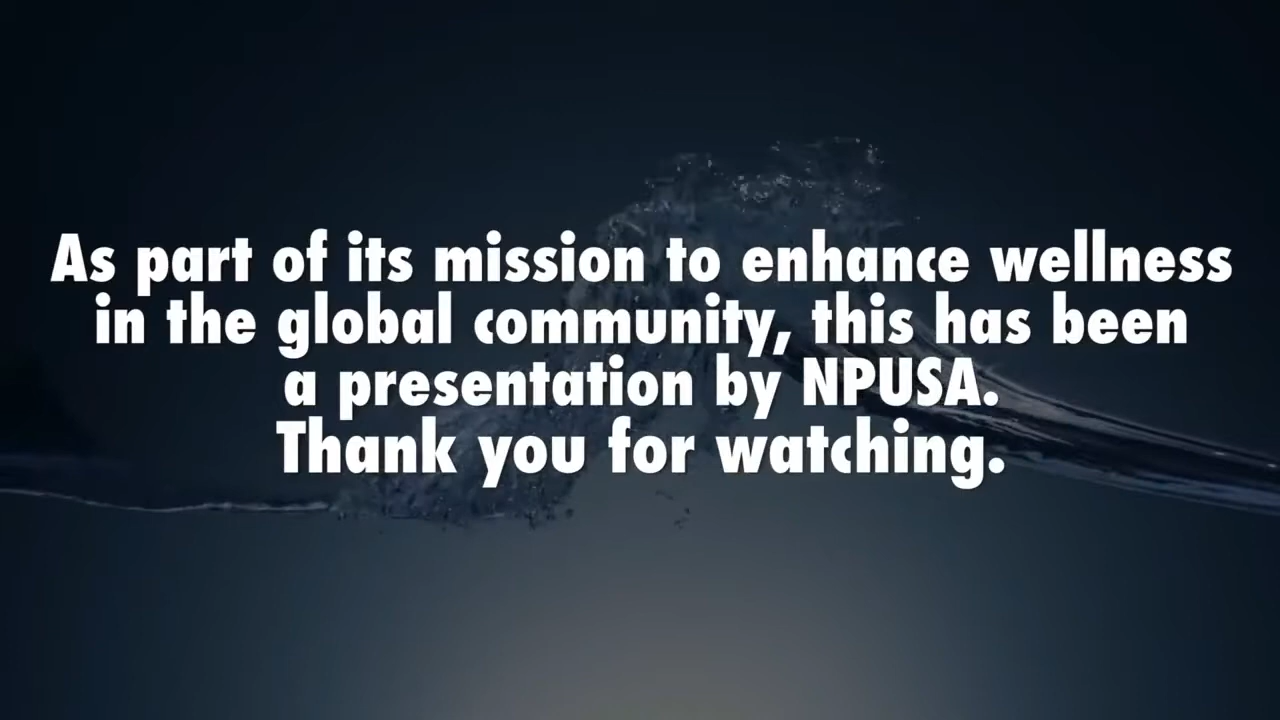 As part of its mission to enhance wellness
in the global community, this has been
a presentation by NPUSA.
Thank you for watching.